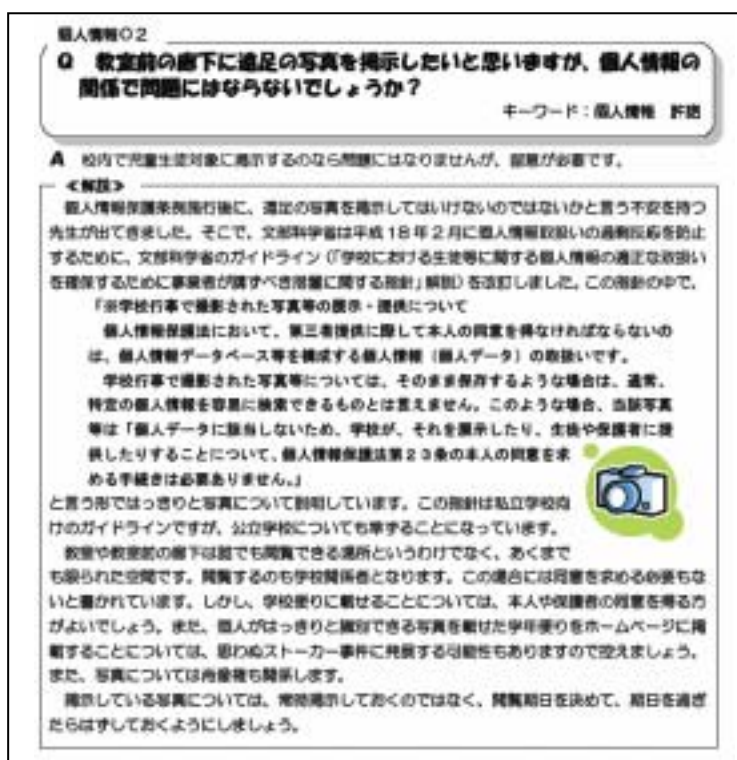 個人情報02
Q 教室前の廊下に遠足の写真を掲示したいと思いますが、個人情報の
関係で問題にはならないでしょうか?
キーワード:個人情報 許諾
A 校内で児童生徒対象に掲示するのなら問題にはなりませんが、留意が必要です。
≪解説≫
個人情報保護条例施行後に、遠足の写真を掲示してはいけないのではないかと言う不安を持つ
先生が出てきました。そこで、文部科学省は平成18年2月に個人情報取扱いの過剰反応を防止
するために、文部科学省のガイドライン(「学校における生徒等に関する個人情報の適正な取扱い
を確保するために事業者が講ずべき措置に関する指針」解説)を改訂しました。この指針の中で、
「※学校行事で撮影された写真等の展示・提供について
個人情報保護法において、第三者提供に際して本人の同意を得なければならないの
は、個人情報データベース等を構成する個人情報(個人データ)の取扱いです。
学校行事で撮影された写真等については、そのまま保存するような場合は、通常、
特定の個人情報を容易に検索できるものとは言えません。このような場合、当該写真
等は「個人データに該当しないため、学校が、それを展示したり、生徒や保護者に提
供したりすることについて、個人情報保護法第23条の本人の同意を求
める手続きは必要ありません。」
と言う形ではっきりと写真について説明しています。この指針は私立学校向
けのガイドラインですが、公立学校についても準ずることになっています。
教室や教室前の廊下は誰でも閲覧できる場所というわけでなく、あくまで
も限られた空間です。閲覧するのも学校関係者となります。この場合には同意を求める必要もな
いと書かれています。しかし、学校便りに載せることについては、本人や保護者の同意を得る方
がよいでしょう。また、個人がはっきりと識別できる写真を載せた学年便りをホームページに掲
載することについては、思わぬストーカー事件に発展する可能性もありますので控えましょう。
また、写真については肖像権も関係します。
掲示している写真については、常時掲示しておくのではなく、閲覧期日を決めて、期日を過ぎ
たらはずしておくようにしましょう。